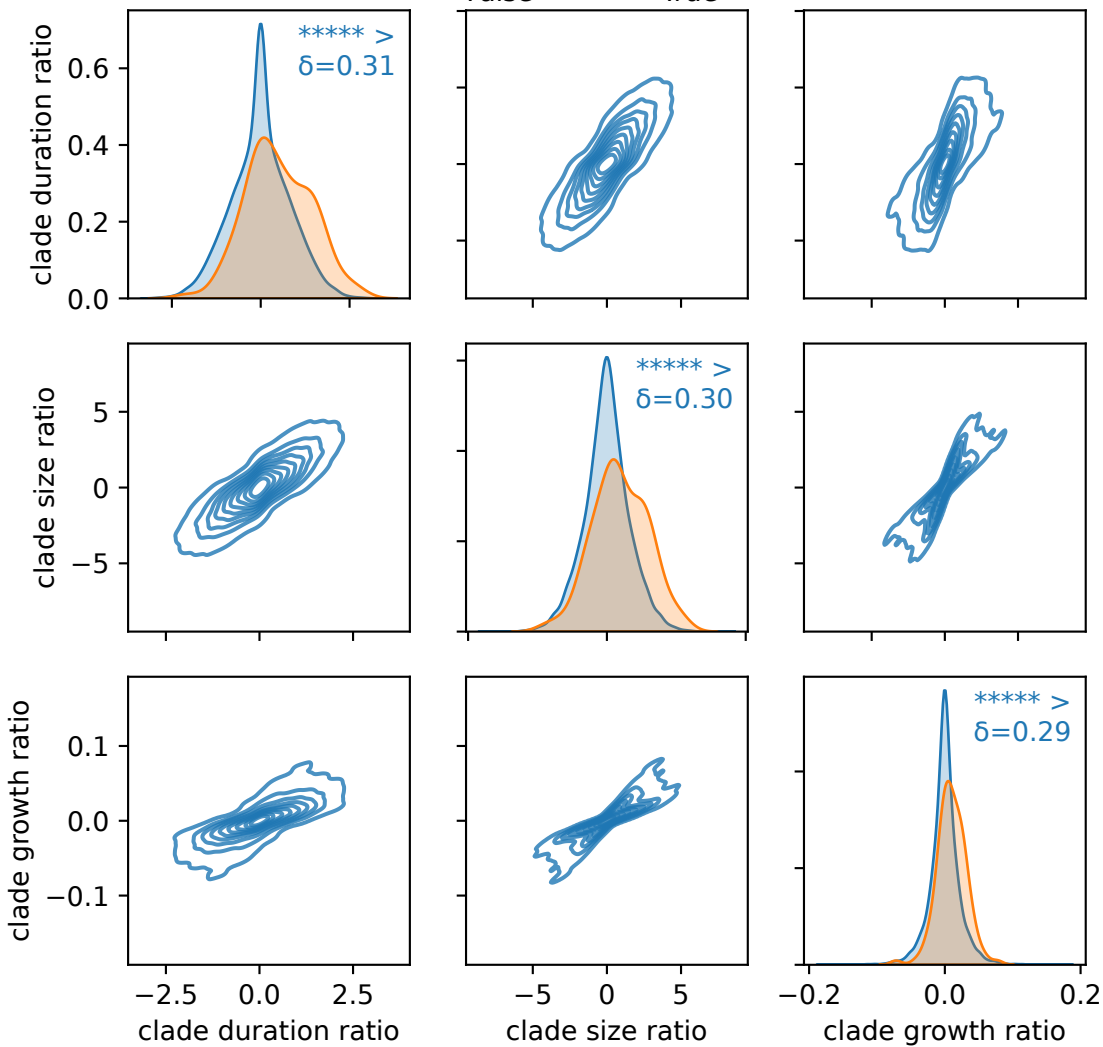 ***** >
δ=0.31
clade duration ratio
0.6
0.4
0.2
0.0
***** >
δ=0.30
clade size ratio
5
0
−5
***** >
δ=0.29
clade growth ratio
0.1
0.0
−0.1
−2.5 0.0 2.5
−5 0 5
−0.2 0.0 0.2
clade duration ratio
clade size ratio
clade growth ratio